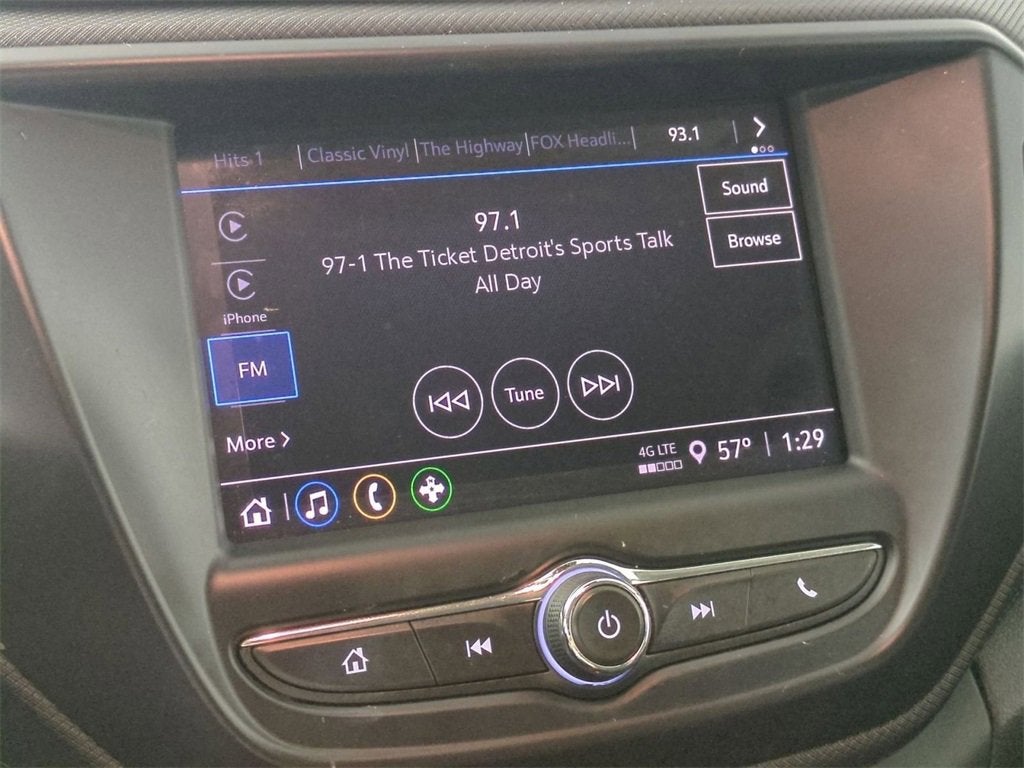 Hits 1 | Classic Vinyl | The Highway | FOX Headli... | 93.1
Sound
97.1
97-1 The Ticket Detroit's Sports Talk
All Day
Browse
iPhone
FM
Tune
More
4G LTE 57° | 1:29